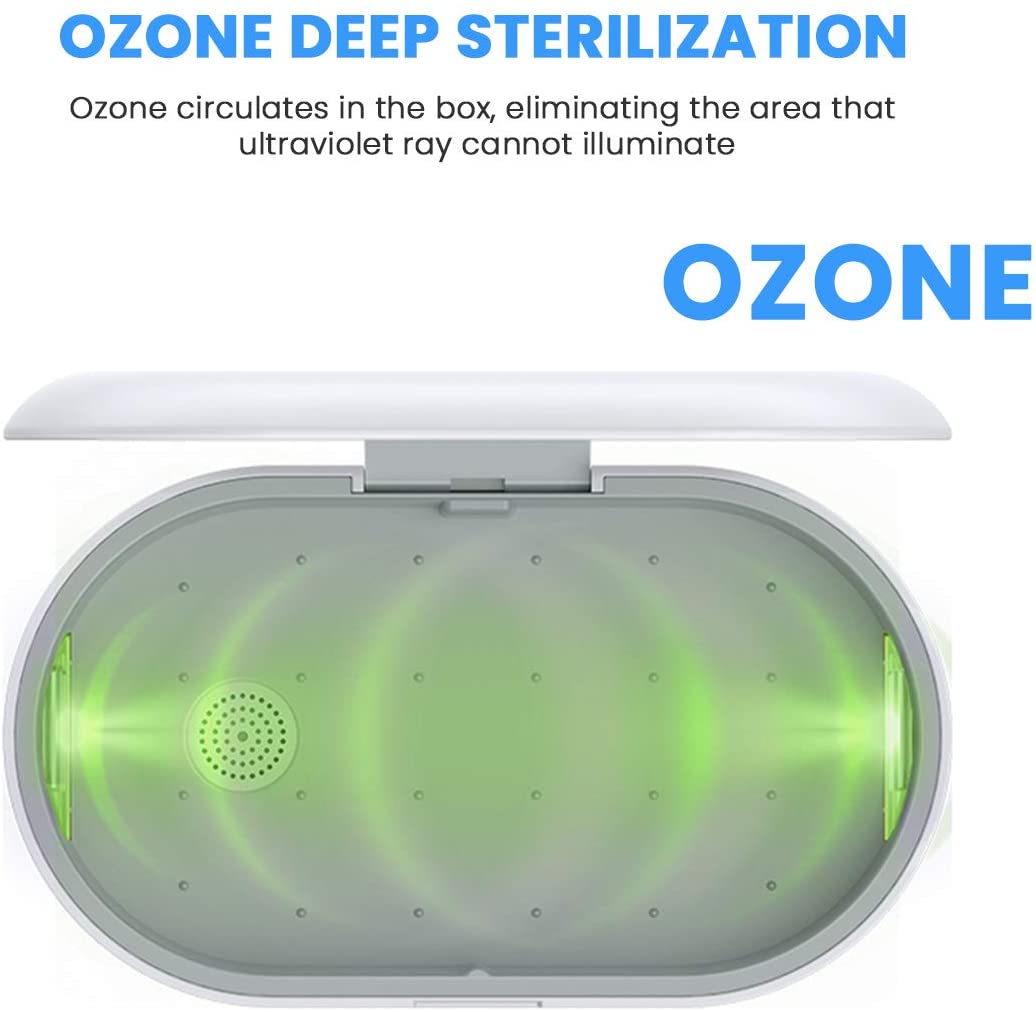 OZONE DEEP STERILIZATION
Ozone circulates in the box, eliminating the area that
ultraviolet ray cannot illuminate
OZONE